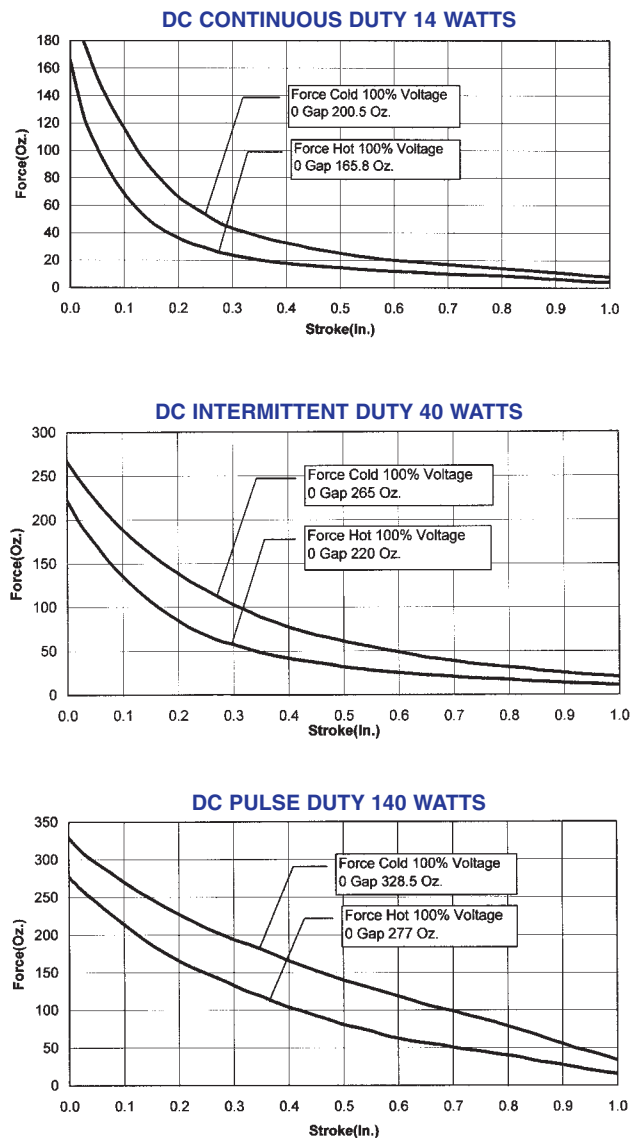 DC CONTINUOUS DUTY 14 WATTS
180
160
140
120
100
80
60
40
20
0
Force(Oz.)
Force Cold 100% Voltage
0 Gap 200.5 Oz.
Force Hot 100% Voltage
0 Gap 165.8 Oz.
0.0 0.1 0.2 0.3 0.4 0.5 0.6 0.7 0.8 0.9 1.0
Stroke(In.)
DC INTERMITTENT DUTY 40 WATTS
300
250
200
150
100
50
0
Force(Oz.)
Force Cold 100% Voltage
0 Gap 265 Oz.
Force Hot 100% Voltage
0 Gap 220 Oz.
0.0 0.1 0.2 0.3 0.4 0.5 0.6 0.7 0.8 0.9 1.0
Stroke(In.)
DC PULSE DUTY 140 WATTS
350
300
250
200
150
100
50
0
Force(Oz.)
Force Cold 100% Voltage
0 Gap 328.5 Oz.
Force Hot 100% Voltage
0 Gap 277 Oz.
0.0 0.1 0.2 0.3 0.4 0.5 0.6 0.7 0.8 0.9 1.0
Stroke(In.)